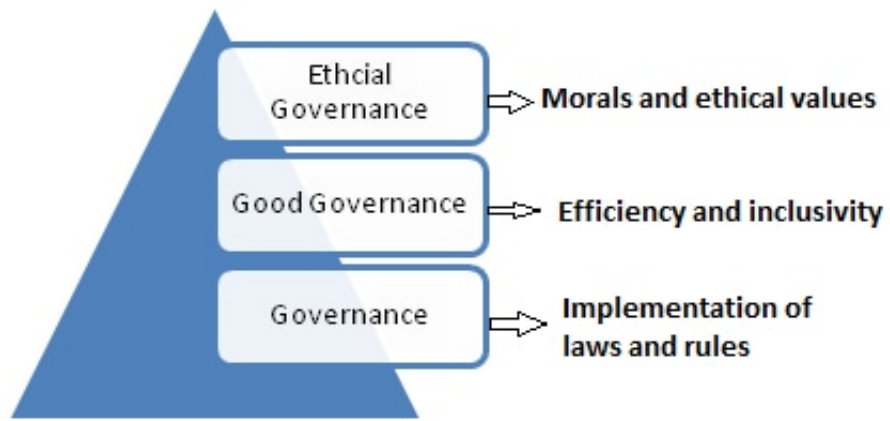 Ethcial
Governance
Morals and ethical values
Good Governance
Efficiency and inclusivity
Governance
Implementation of
laws and rules